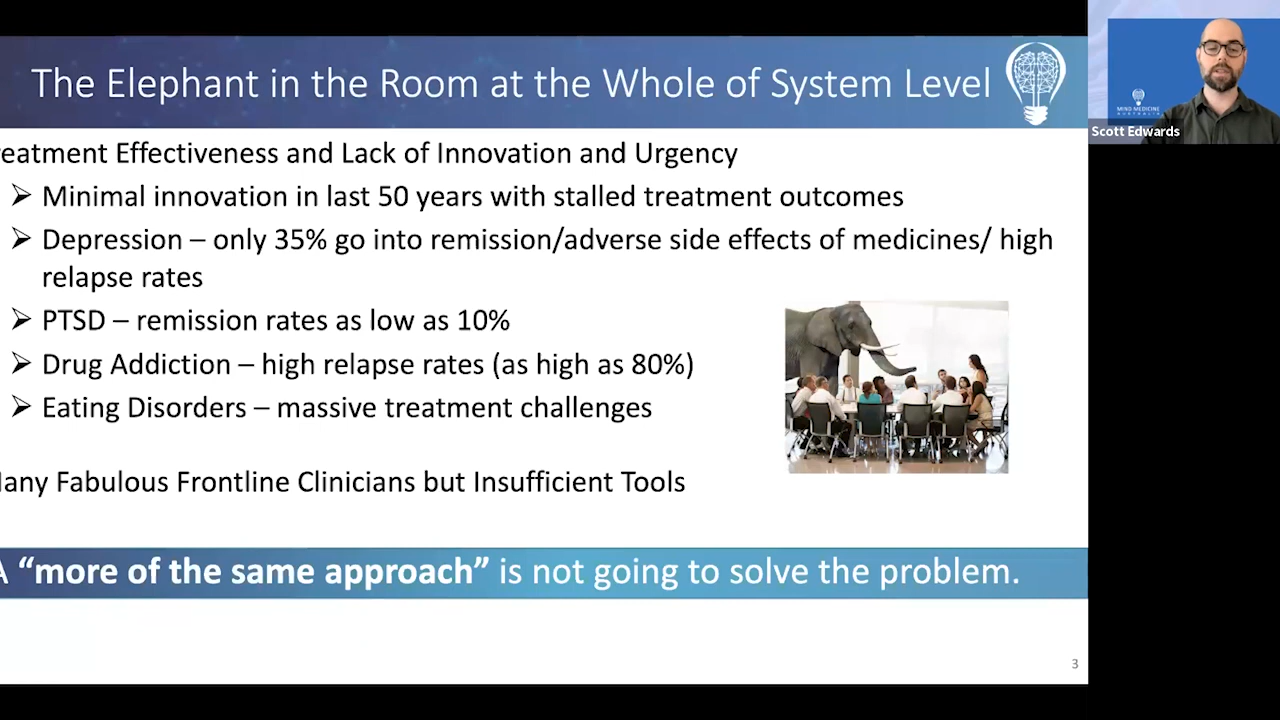 The Elephant in the Room at the Whole of System Level
MIND MEDICINE
AUSTRALIA
Scott Edwards
eatment Effectiveness and Lack of Innovation and Urgency
➢ Minimal innovation in last 50 years with stalled treatment outcomes
➢ Depression – only 35% go into remission/adverse side effects of medicines/ high
relapse rates
➢ PTSD – remission rates as low as 10%
➢ Drug Addiction – high relapse rates (as high as 80%)
➢ Eating Disorders – massive treatment challenges
any Fabulous Frontline Clinicians but Insufficient Tools
A “more of the same approach” is not going to solve the problem.
3